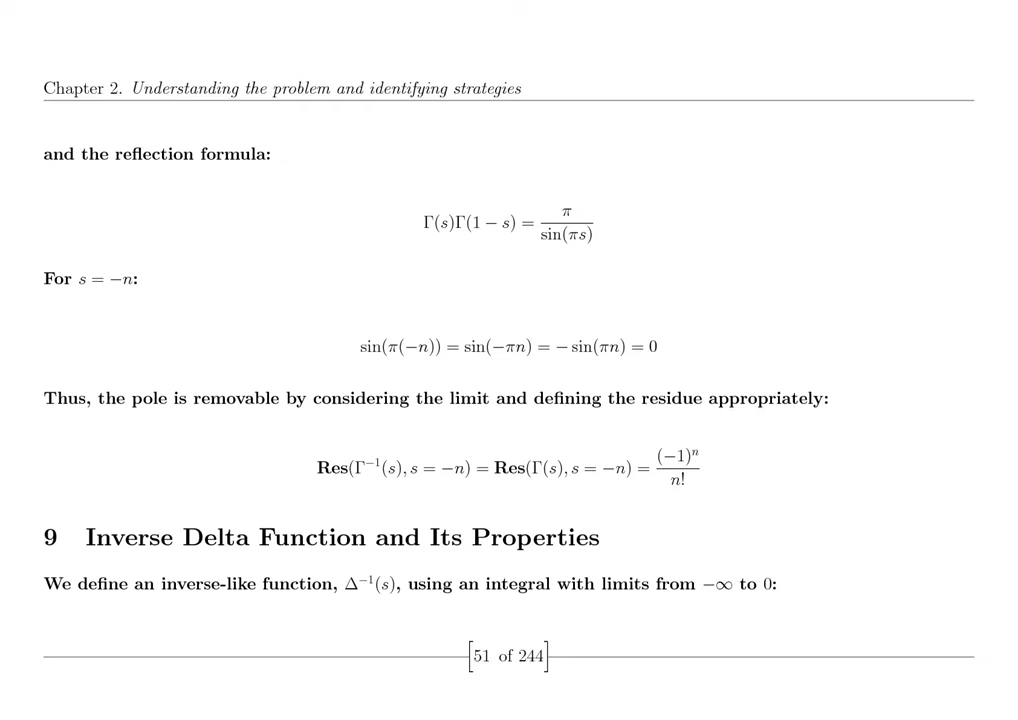 Chapter 2. Understanding the problem and identifying strategies
and the reflection formula:
Γ(s)Γ(1 − s) = π / sin(πs)
For s = −n:
sin(π(−n)) = sin(−πn) = − sin(πn) = 0
Thus, the pole is removable by considering the limit and defining the residue appropriately:
Res(Γ⁻¹(s), s = −n) = Res(Γ(s), s = −n) = (−1)ⁿ / n!
9 Inverse Delta Function and Its Properties
We define an inverse-like function, Δ⁻¹(s), using an integral with limits from −∞ to 0:
[51 of 244]